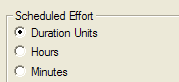 Scheduled Effort
Duration Units
Hours
Minutes